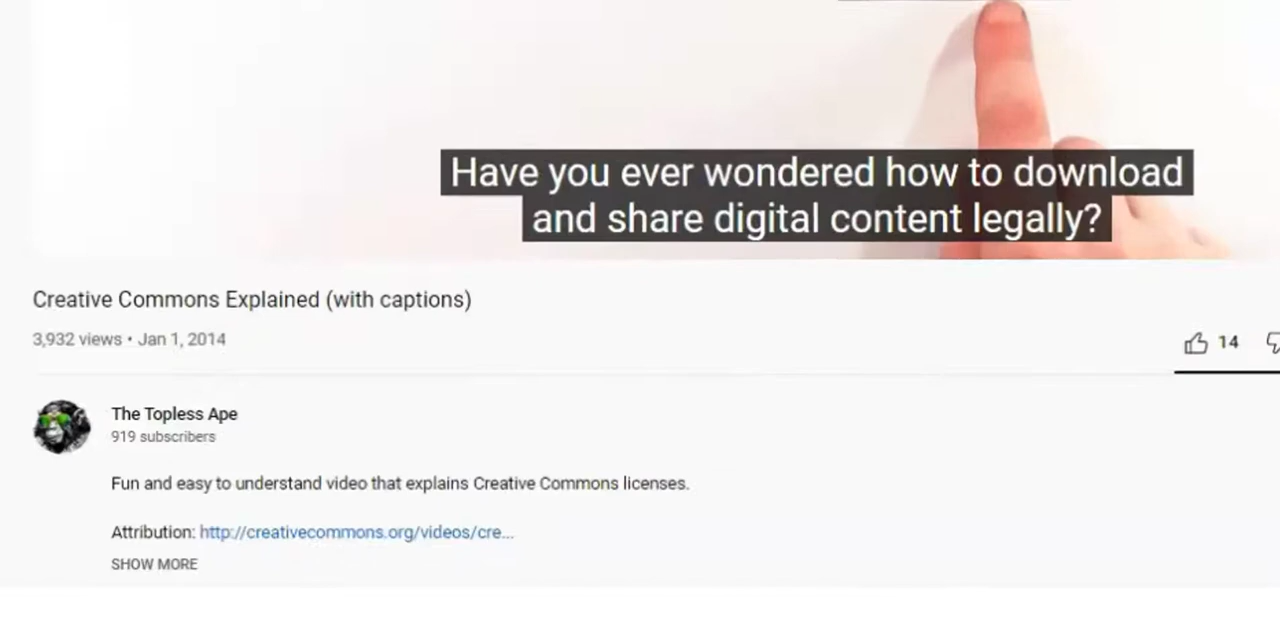 Have you ever wondered how to download
and share digital content legally?
Creative Commons Explained (with captions)
3,932 views • Jan 1, 2014
14
The Topless Ape
919 subscribers
Fun and easy to understand video that explains Creative Commons licenses.
Attribution: http://creativecommons.org/videos/cre...
SHOW MORE